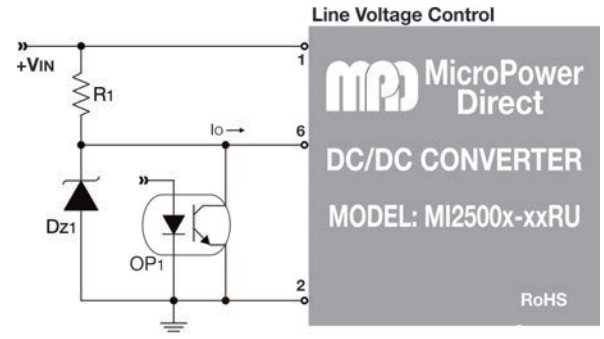 Line Voltage Control
+VIN
1
R1
IO
6
DZ1
OP1
2
MPD MicroPower
Direct
DC/DC CONVERTER
MODEL: MI2500x-xxRU
RoHS